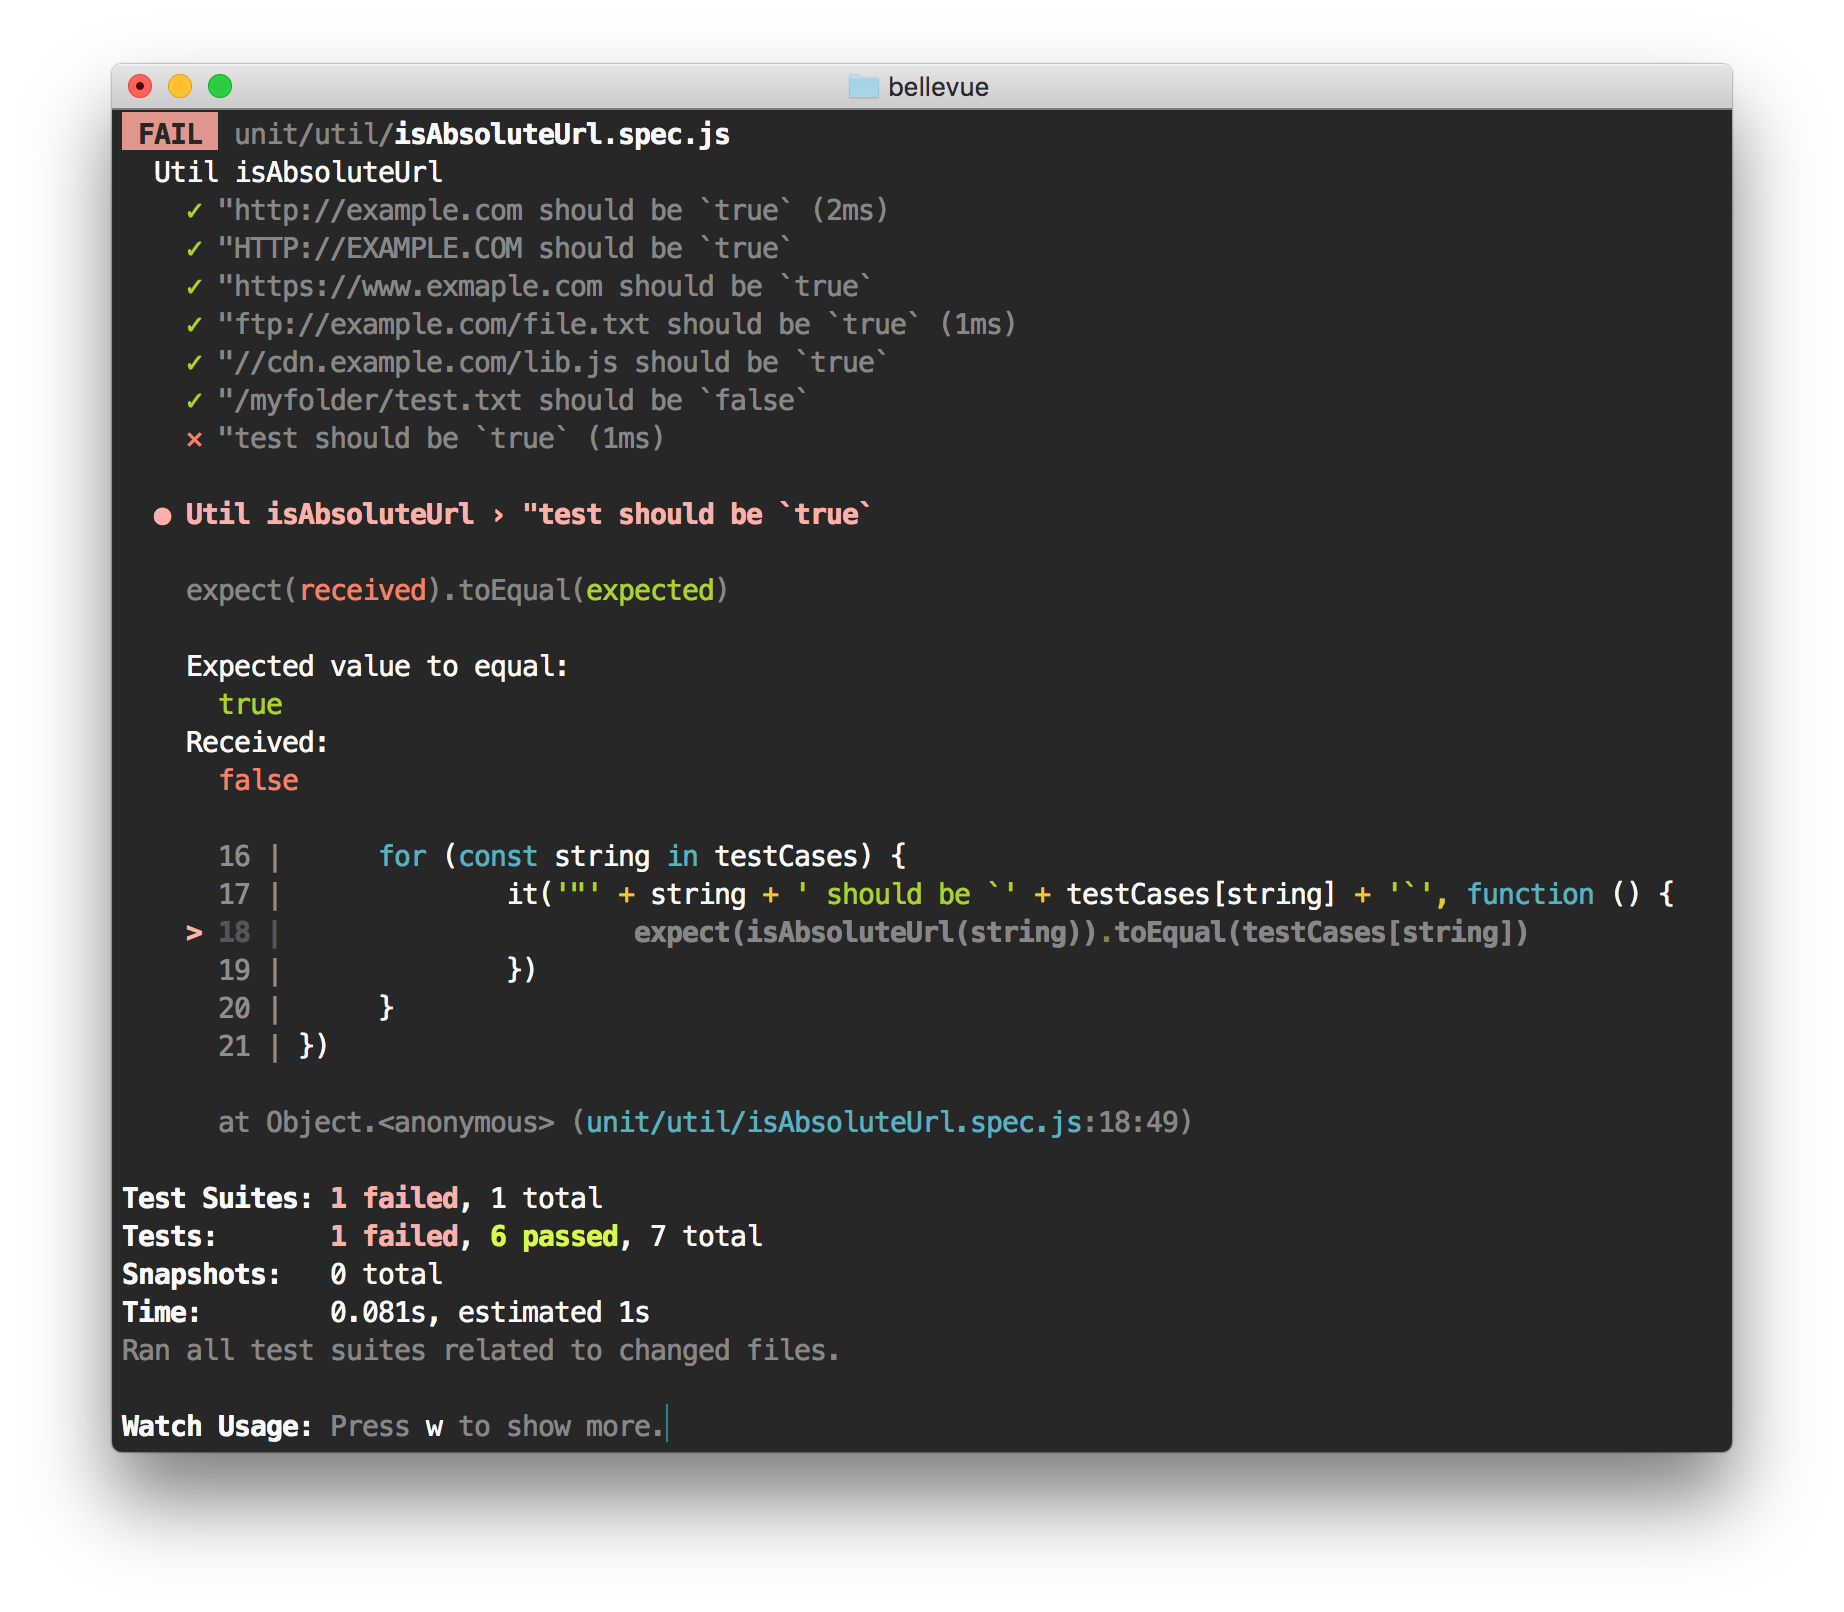 bellevue
FAIL unit/util/isAbsoluteUrl.spec.js
Util isAbsoluteUrl
✓ "http://example.com should be `true` (2ms)
✓ "HTTP://EXAMPLE.COM should be `true`
✓ "https://www.exmaple.com should be `true`
✓ "ftp://example.com/file.txt should be `true` (1ms)
✓ "//cdn.example.com/lib.js should be `true`
✓ "/myfolder/test.txt should be `false`
✕ "test should be `true` (1ms)
● Util isAbsoluteUrl › "test should be `true`
expect(received).toEqual(expected)
Expected value to equal:
true
Received:
false
16 | for (const string in testCases) {
17 | it('"' + string + ' should be `' + testCases[string] + '`', function () {
> 18 | expect(isAbsoluteUrl(string)).toEqual(testCases[string])
19 | })
20 | }
21 | })
at Object.<anonymous> (unit/util/isAbsoluteUrl.spec.js:18:49)
Test Suites: 1 failed, 1 total
Tests: 1 failed, 6 passed, 7 total
Snapshots: 0 total
Time: 0.081s, estimated 1s
Ran all test suites related to changed files.
Watch Usage: Press w to show more.